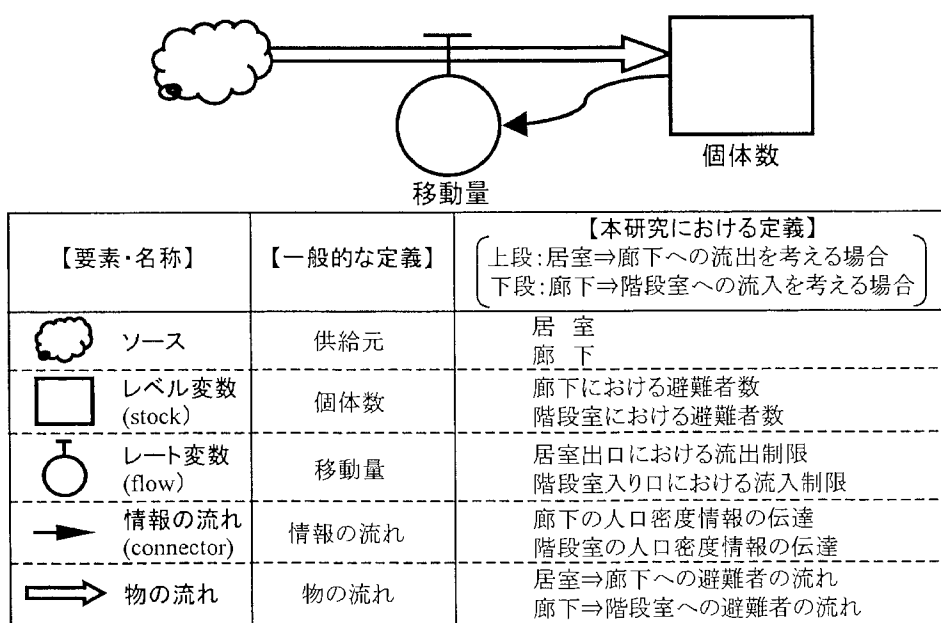 個体数
移動量
【要素・名称】
【一般的な定義】
【本研究における定義】
上段:居室⇒廊下への流出を考える場合
下段:廊下⇒階段室への流入を考える場合
ソース
供給元
居 室
廊 下
レベル変数
(stock)
個体数
廊下における避難者数
階段室における避難者数
レート変数
(flow)
移動量
居室出口における流出制限
階段室入り口における流入制限
情報の流れ
(connector)
情報の流れ
廊下の人口密度情報の伝達
階段室の人口密度情報の伝達
物の流れ
物の流れ
居室⇒廊下への避難者の流れ
廊下⇒階段室への避難者の流れ